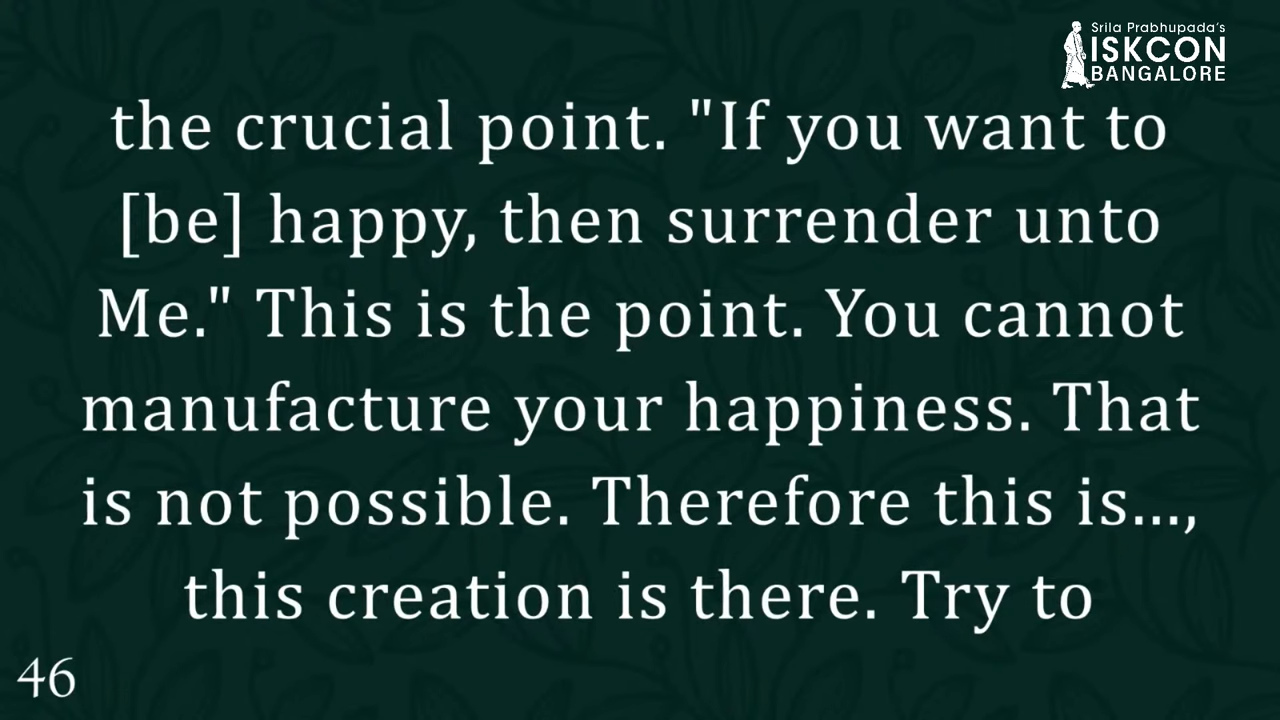 Srila Prabhupada's
ISKCON
BANGALORE
the crucial point. "If you want to
[be] happy, then surrender unto
Me." This is the point. You cannot
manufacture your happiness. That
is not possible. Therefore this is...,
this creation is there. Try to
46